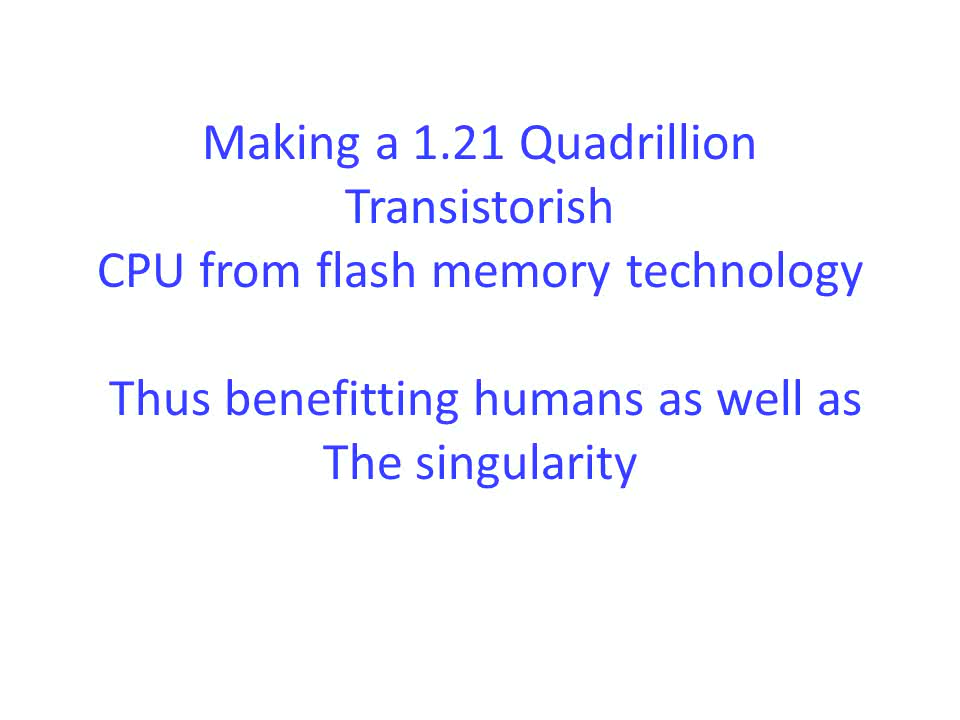 Making a 1.21 Quadrillion
Transistorish
CPU from flash memory technology
Thus benefitting humans as well as
The singularity